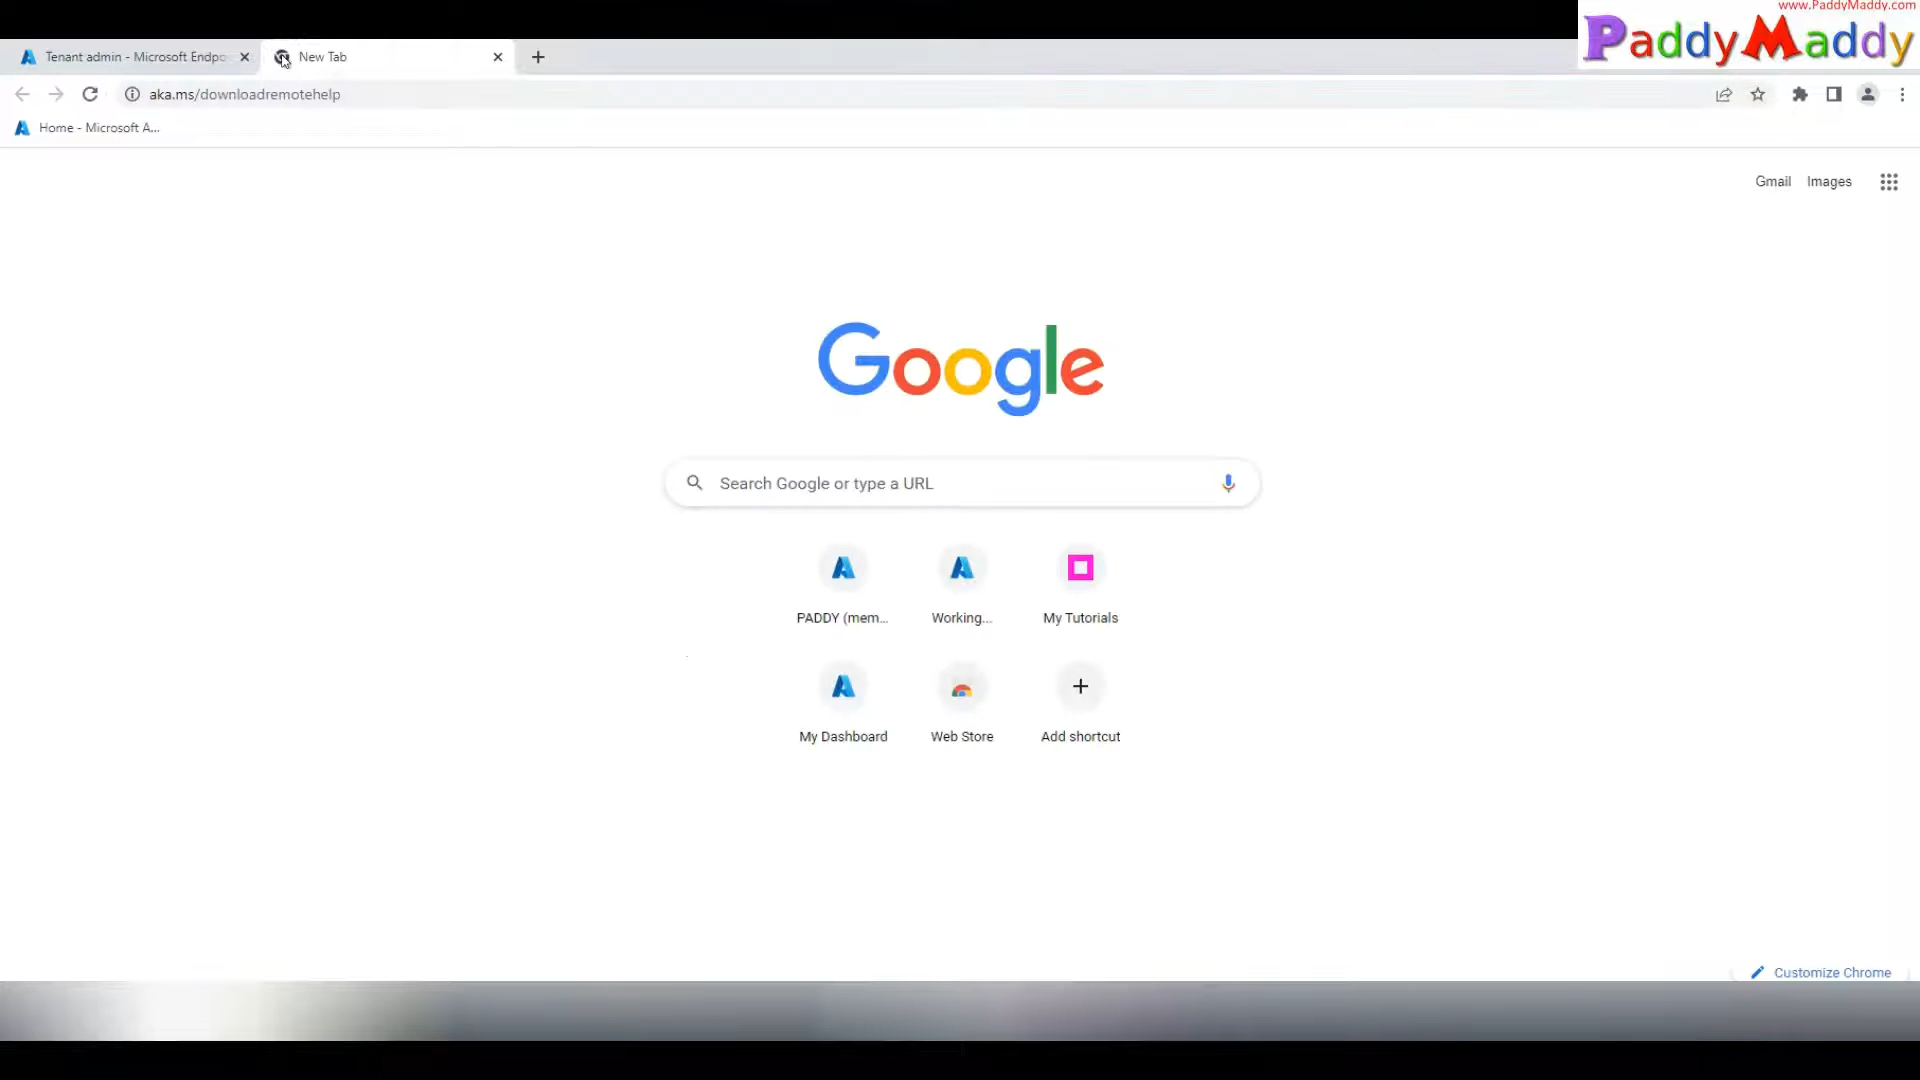 www.PaddyMaddy.com
PaddyMaddy
Tenant admin - Microsoft Endpo
New Tab
aka.ms/downloadremotehelp
Home - Microsoft A...
Gmail
Images
Google
Search Google or type a URL
PADDY (mem...
Working...
My Tutorials
My Dashboard
Web Store
Add shortcut
Customize Chrome